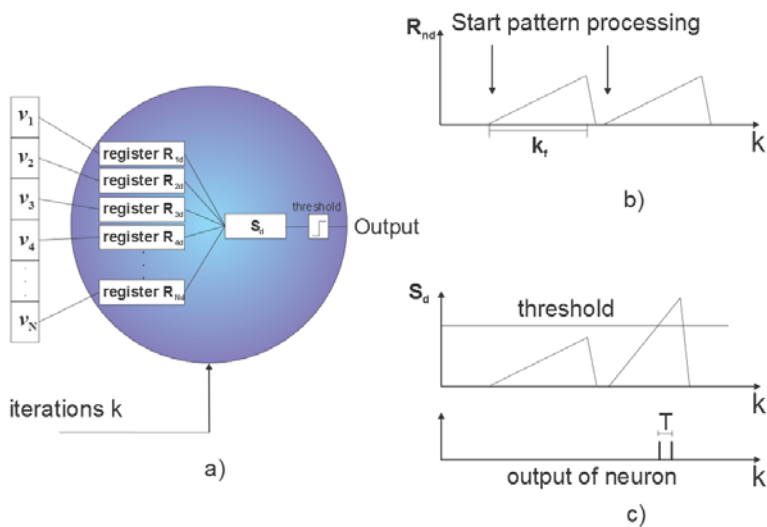 v1
v2
v3
v4
vN
register R1d
register R2d
register R3d
register R4d
register RNd
Sd
threshold
Output
iterations k
a)
Rnd
Start pattern processing
kf
k
b)
Sd
threshold
k
T
output of neuron
k
c)